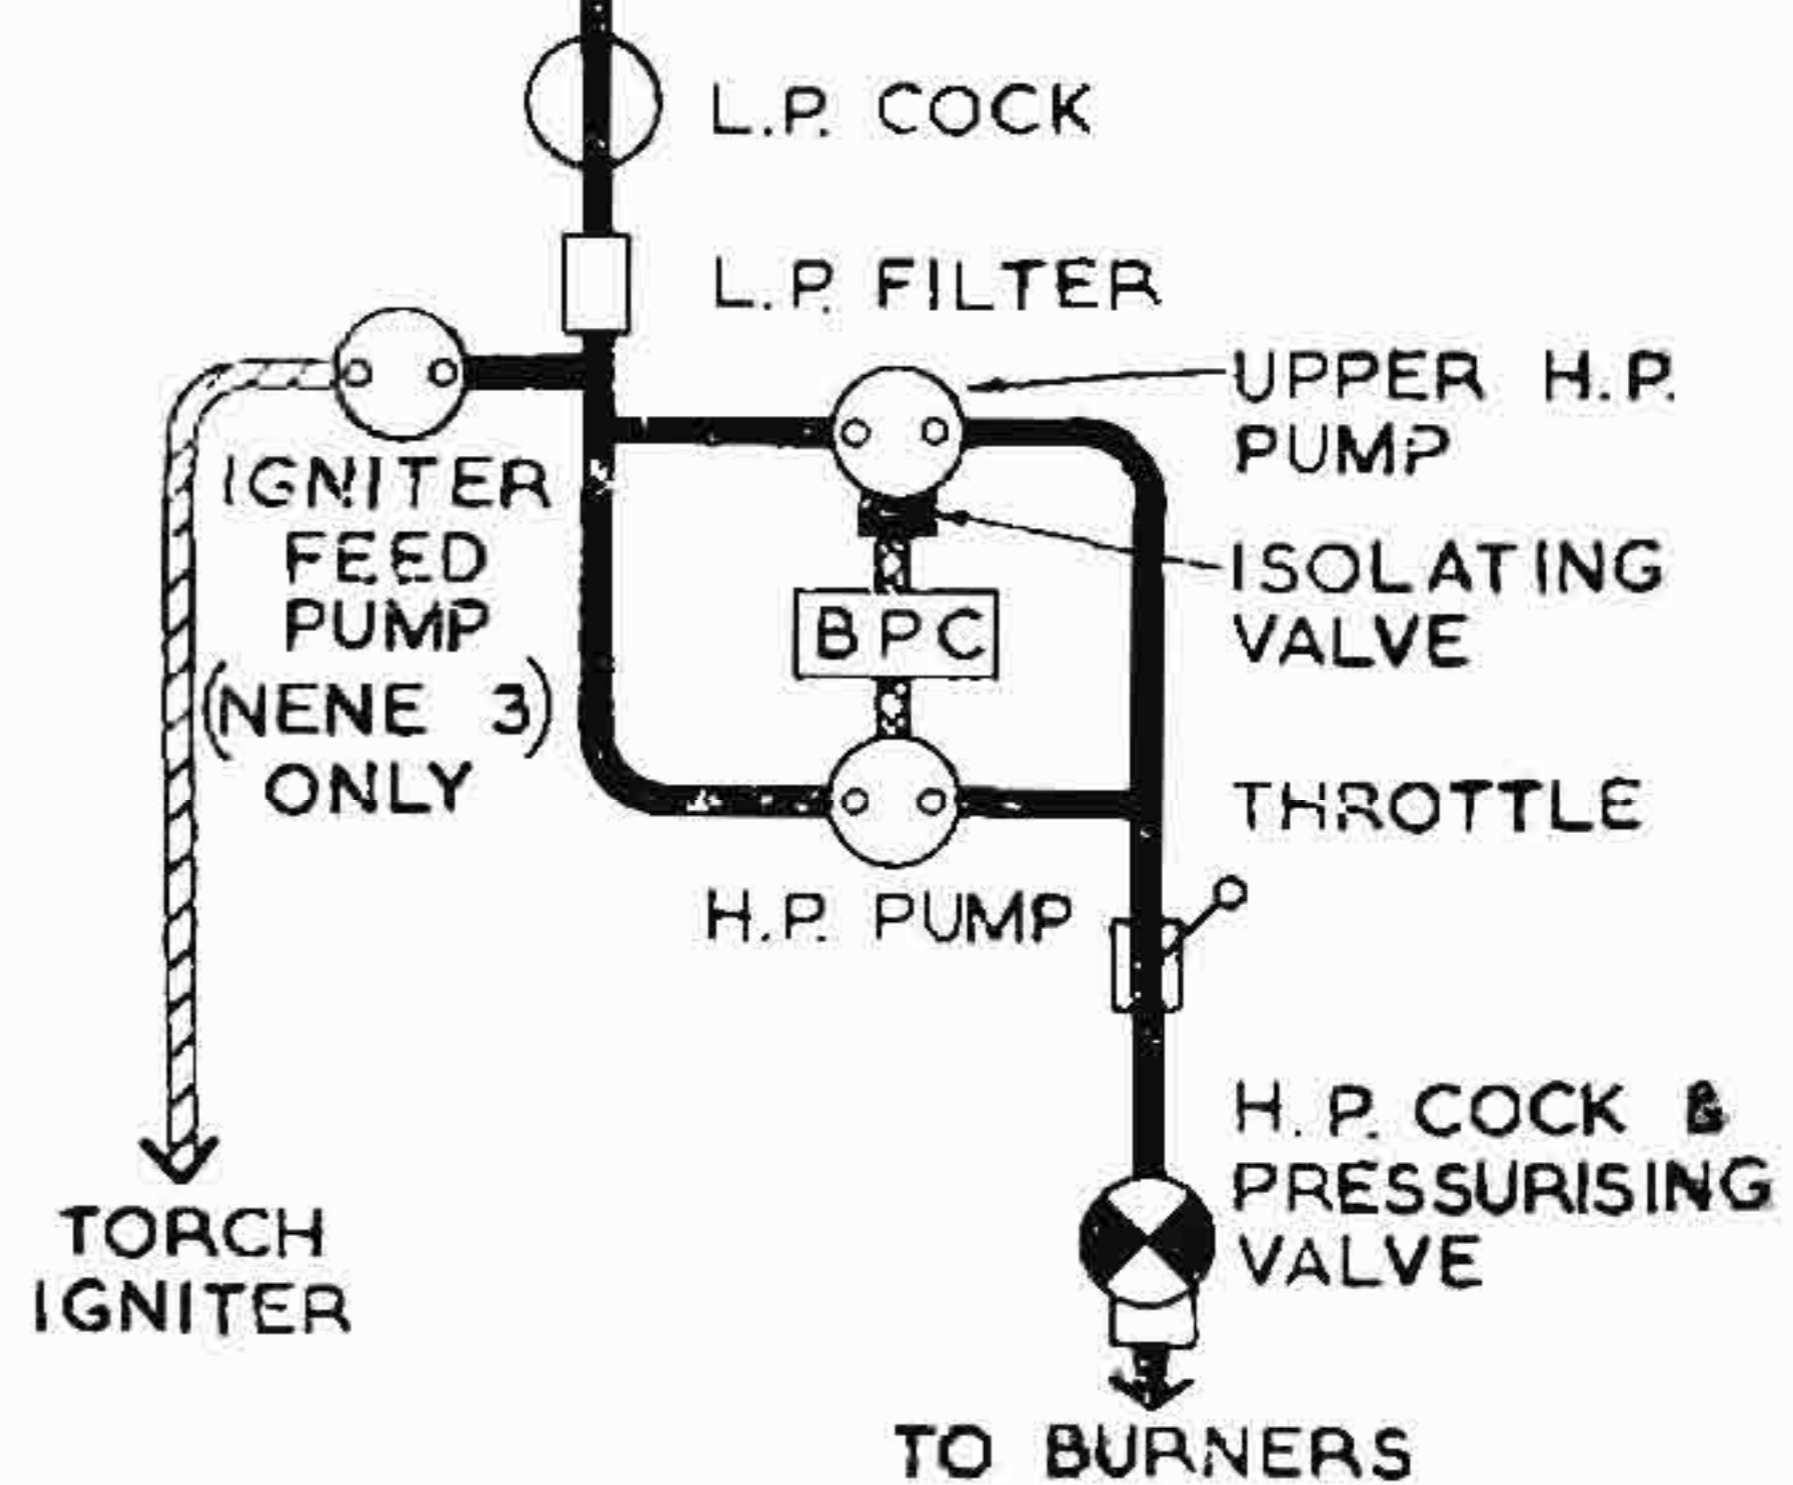 L.P. COCK
L.P. FILTER
UPPER H.P.
PUMP
IGNITER
FEED
PUMP
(NENE 3)
ONLY
ISOLATING
VALVE
BPC
THROTTLE
H.P. PUMP
H.P. COCK &
PRESSURISING
VALVE
TORCH
IGNITER
TO BURNERS